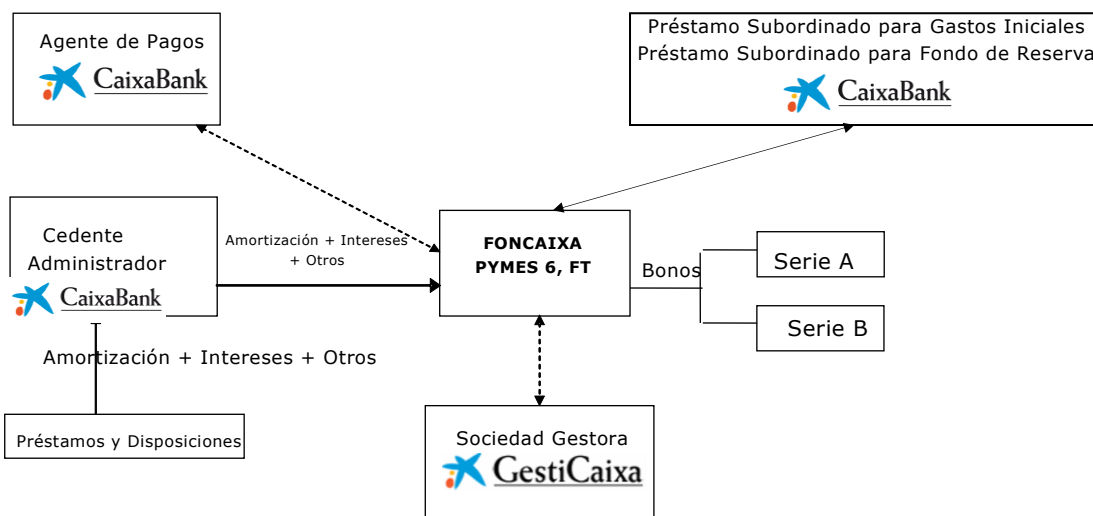 Agente de Pagos
CaixaBank
Préstamo Subordinado para Gastos Iniciales
Préstamo Subordinado para Fondo de Reserva
CaixaBank
Cedente
Administrador
CaixaBank
Amortización + Intereses
+ Otros
FONCAIXA
PYMES 6, FT
Bonos
Serie A
Serie B
Amortización + Intereses + Otros
Préstamos y Disposiciones
Sociedad Gestora
GestiCaixa